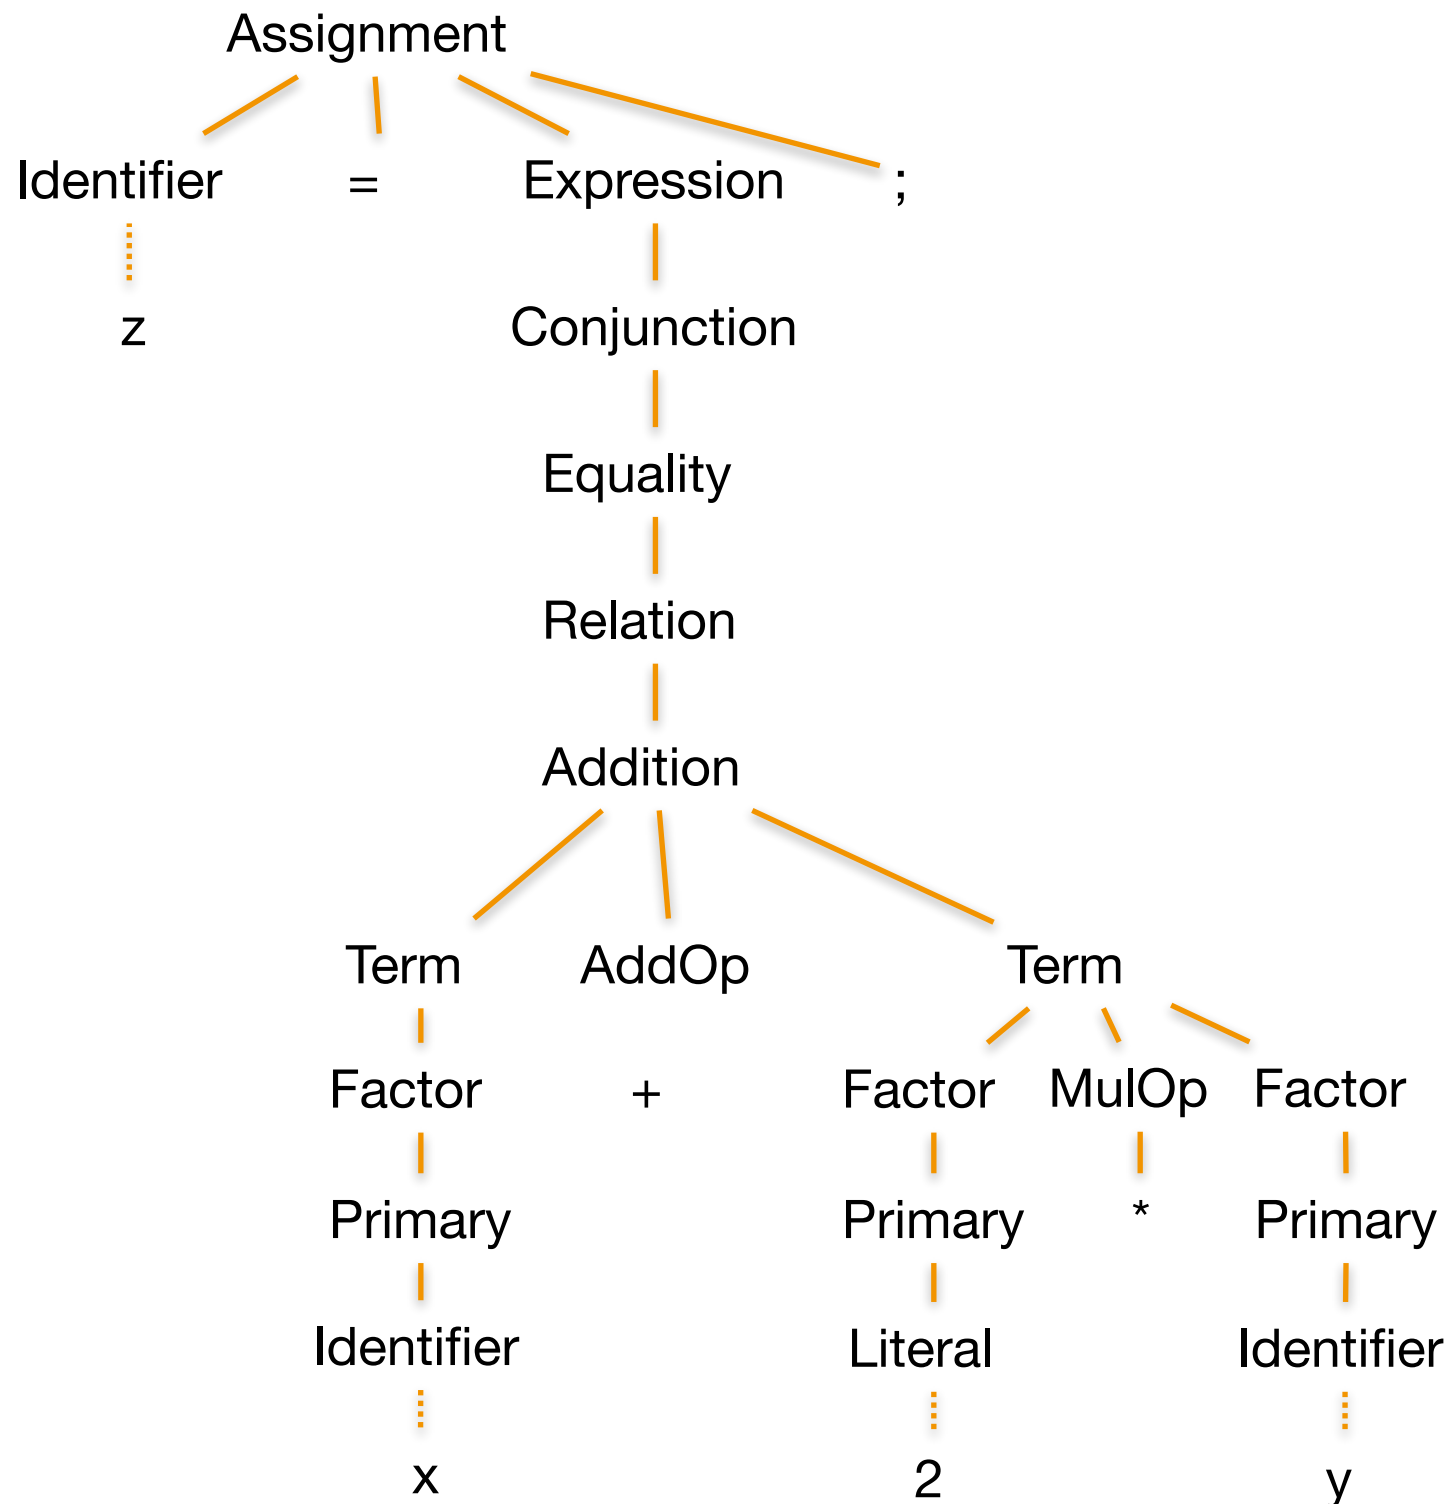 Assignment
Identifier = Expression ;
z Conjunction
Equality
Relation
Addition
Term AddOp Term
Factor + Factor MulOp Factor
Primary Primary * Primary
Identifier Literal Identifier
x 2 y